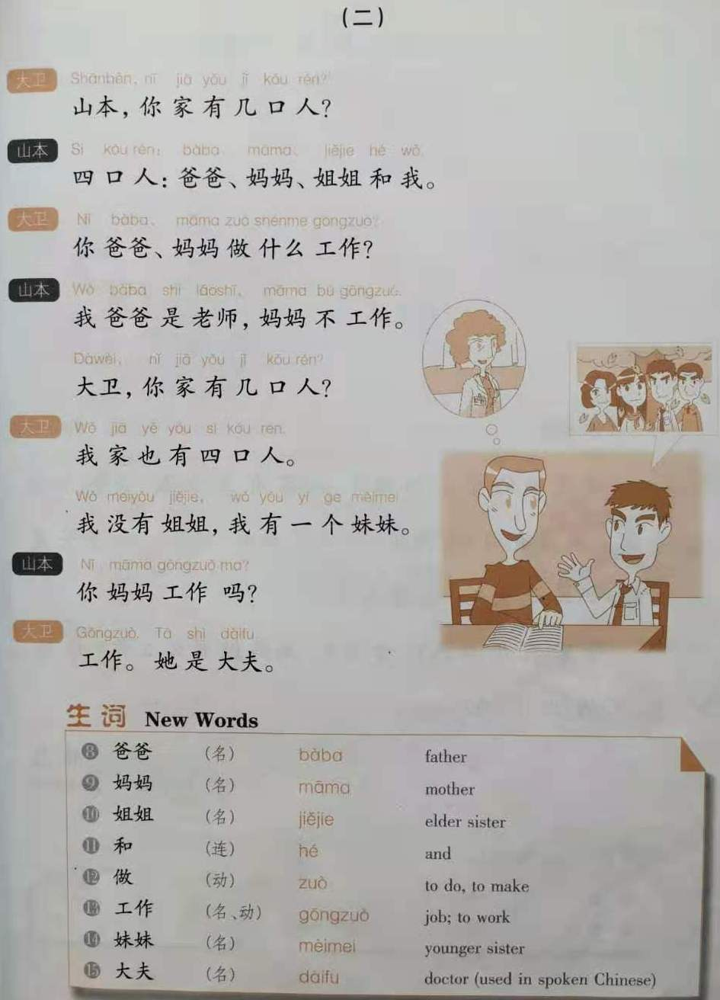 （二）
大卫 Shānběn, nǐ jiā yǒu jǐ kǒu rén?
山本，你家有几口人？
山本 Sì kǒu rén: bàba、 māma、 jiějie hé wǒ.
四口人：爸爸、妈妈、姐姐和我。
大卫 Nǐ bàba、 māma zuò shénme gōngzuò?
你爸爸、妈妈做什么工作？
山本 Wǒ bàba shì lǎoshī, māma bù gōngzuò.
我爸爸是老师，妈妈不工作。
Dàwèi, nǐ jiā yǒu jǐ kǒu rén?
大卫，你家有几口人？
大卫 Wǒ jiā yě yǒu sì kǒu rén.
我家也有四口人。
Wǒ méiyǒu jiějie, wǒ yǒu yí ge mèimei
我没有姐姐，我有一个妹妹。
山本 Nǐ māma gōngzuò ma?
你妈妈工作吗？
大卫 Gōngzuò. Tā shì dàifu
工作。她是大夫。
生词 New Words
8 爸爸 （名） bàba father
9 妈妈 （名） māma mother
10 姐姐 （名） jiějie elder sister
11 和 （连） hé and
12 做 （动） zuò to do, to make
13 工作 （名、动） gōngzuò job; to work
14 妹妹 （名） mèimei younger sister
15 大夫 （名） dàifu doctor (used in spoken Chinese)